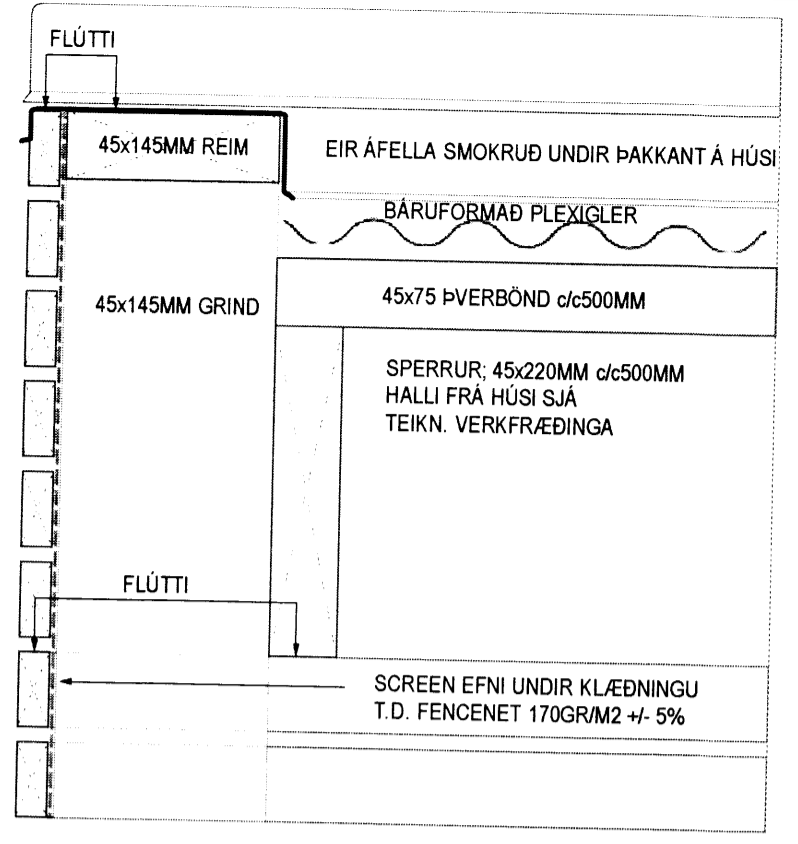 FLÚTTI
45x145MM REIM
EIR ÁFELLA SMOKRUÐ UNDIR ÞAKKANT Á HÚSI
BÁRUFORMAÐ PLEXIGLER
45x145MM GRIND
45x75 ÞVERBÖND c/c500MM
SPERRUR; 45x220MM c/c500MM
HALLI FRÁ HÚSI SJÁ
TEIKN. VERKFRÆÐINGA
FLÚTTI
SCREEN EFNI UNDIR KLÆÐNINGU
T.D. FENCENET 170GR/M2 +/- 5%